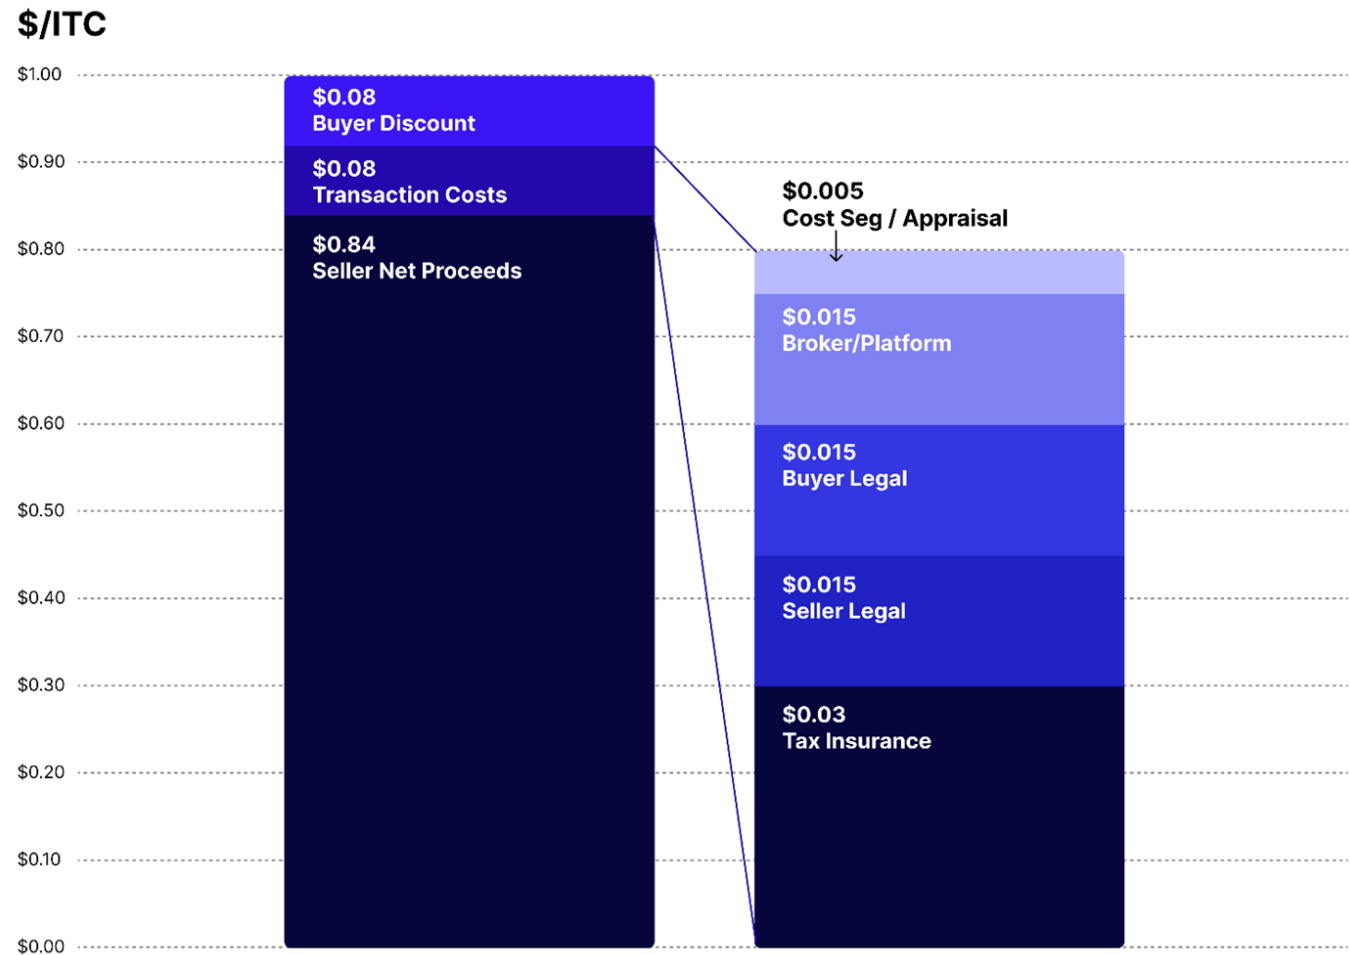 $/ITC
$1.00
$0.90
$0.80
$0.70
$0.60
$0.50
$0.40
$0.30
$0.20
$0.10
$0.00
$0.08
Buyer Discount
$0.08
Transaction Costs
$0.84
Seller Net Proceeds
$0.005
Cost Seg / Appraisal
$0.015
Broker/Platform
$0.015
Buyer Legal
$0.015
Seller Legal
$0.03
Tax Insurance